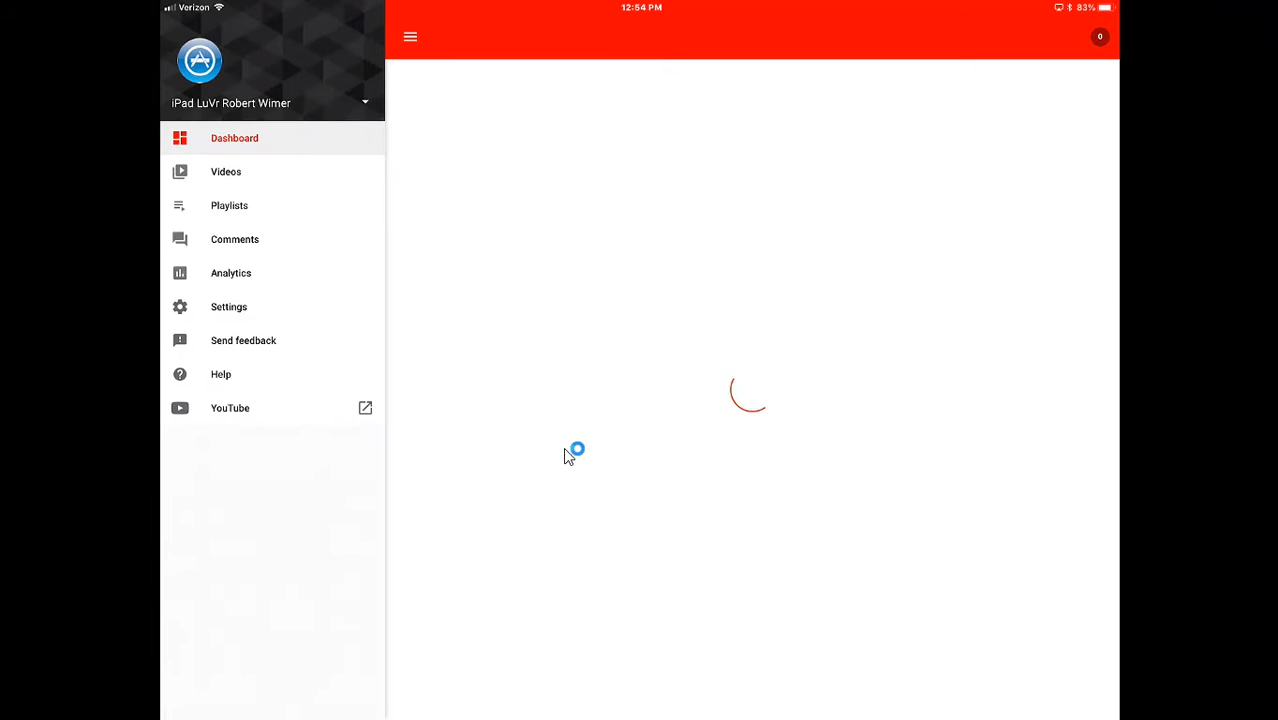 Verizon
12:54 PM
83%
0
iPad LuVr Robert Wimer
Dashboard
Videos
Playlists
Comments
Analytics
Settings
Send feedback
Help
YouTube